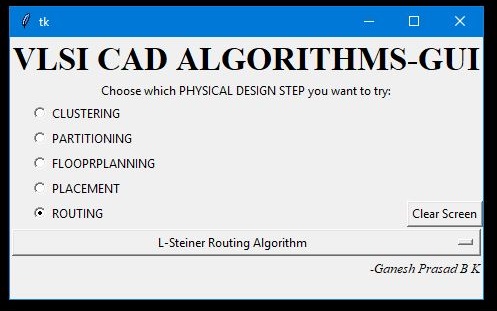 tk
VLSI CAD ALGORITHMS-GUI
Choose which PHYSICAL DESIGN STEP you want to try:
CLUSTERING
PARTITIONING
FLOOPRPLANNING
PLACEMENT
ROUTING
Clear Screen
L-Steiner Routing Algorithm
-Ganesh Prasad B K